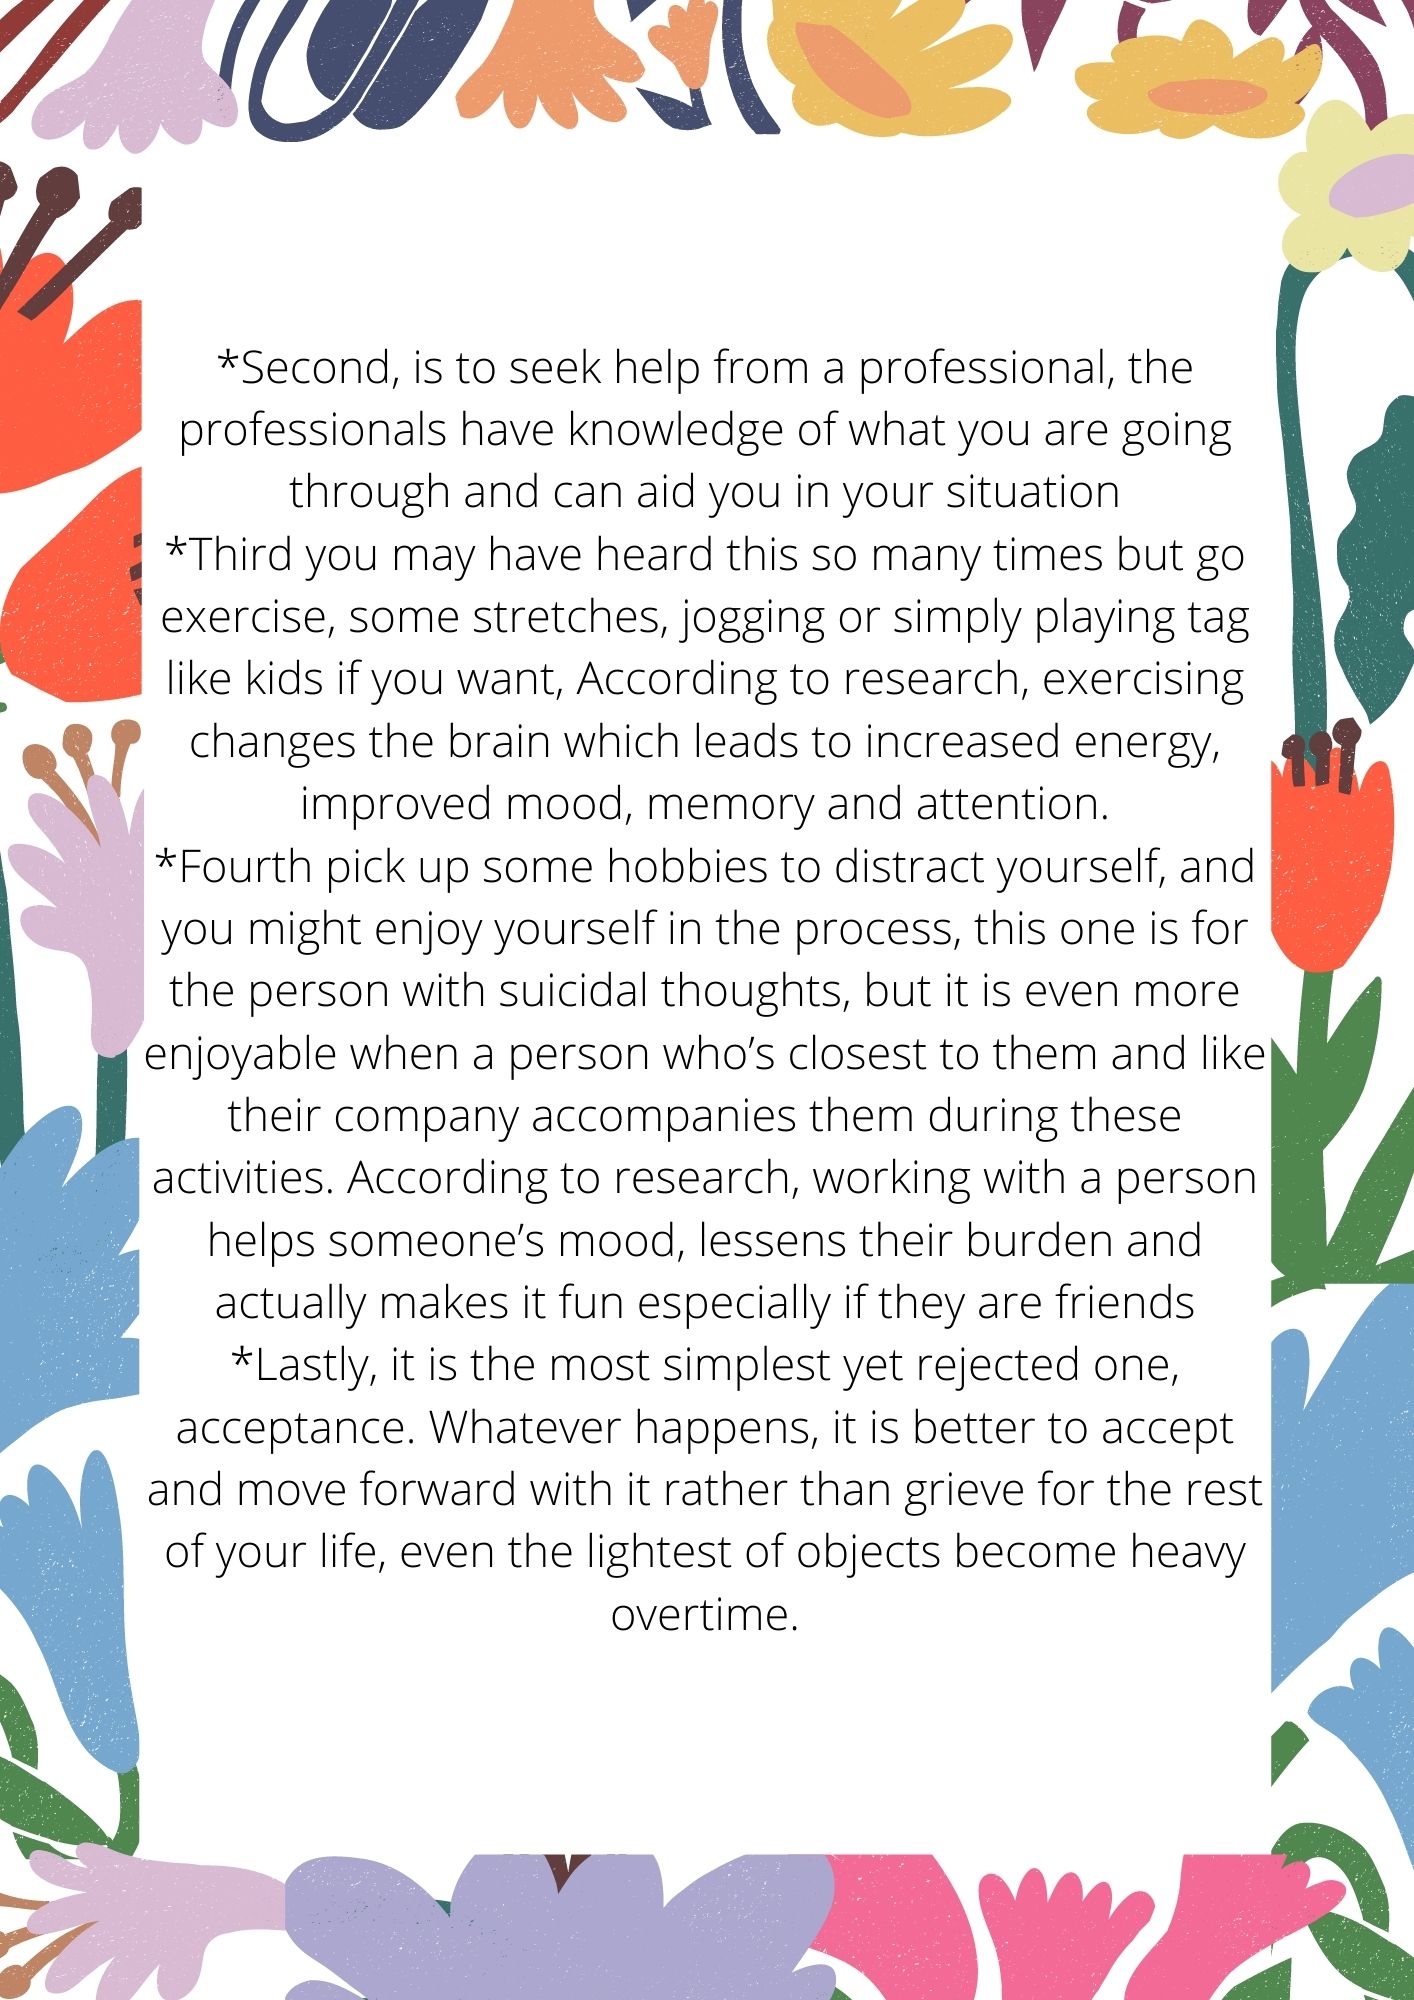 *Second, is to seek help from a professional, the
professionals have knowledge of what you are going
through and can aid you in your situation
*Third you may have heard this so many times but go
exercise, some stretches, jogging or simply playing tag
like kids if you want, According to research, exercising
changes the brain which leads to increased energy,
improved mood, memory and attention.
*Fourth pick up some hobbies to distract yourself, and
you might enjoy yourself in the process, this one is for
the person with suicidal thoughts, but it is even more
enjoyable when a person who’s closest to them and like
their company accompanies them during these
activities. According to research, working with a person
helps someone’s mood, lessens their burden and
actually makes it fun especially if they are friends
*Lastly, it is the most simplest yet rejected one,
acceptance. Whatever happens, it is better to accept
and move forward with it rather than grieve for the rest
of your life, even the lightest of objects become heavy
overtime.